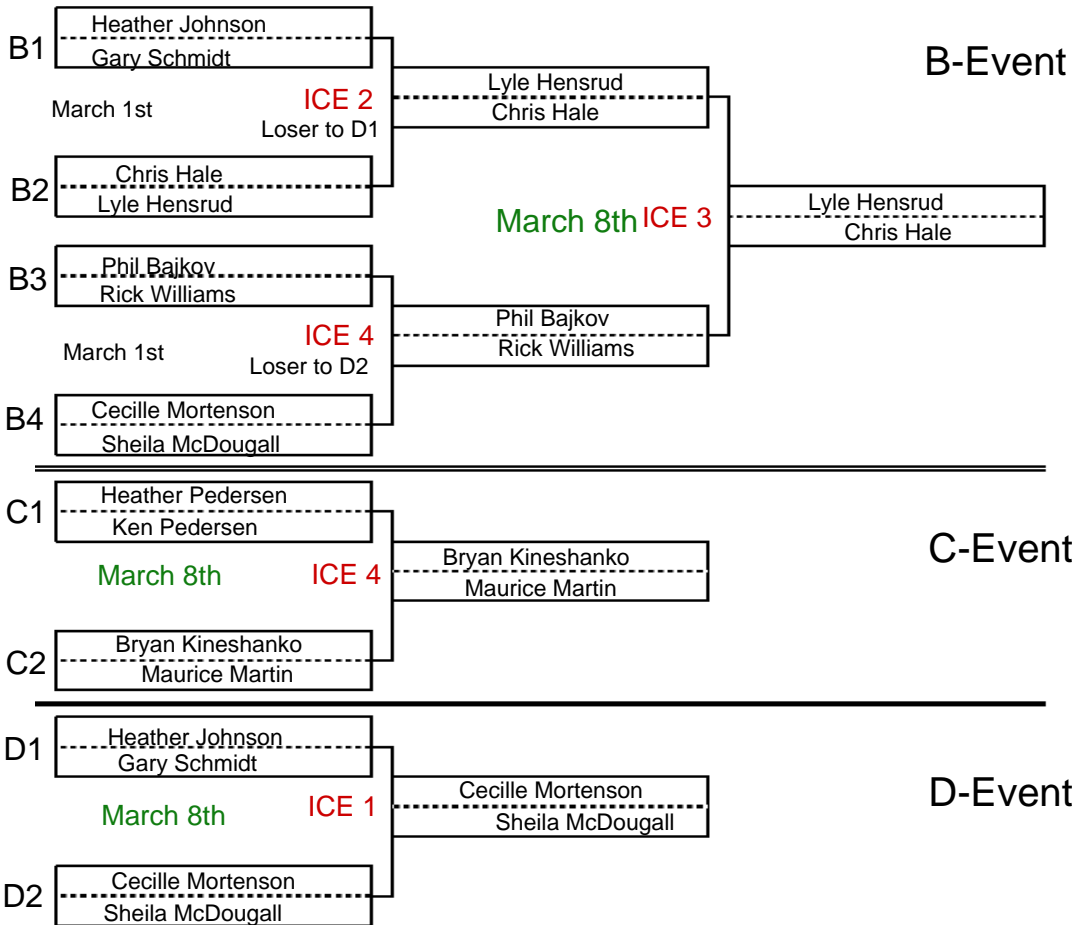 B-Event
B1
Heather Johnson
Gary Schmidt
March 1st
ICE 2
Loser to D1
B2
Chris Hale
Lyle Hensrud
Lyle Hensrud
Chris Hale
March 8th ICE 3
Lyle Hensrud
Chris Hale
B3
Phil Bajkov
Rick Williams
March 1st
ICE 4
Loser to D2
Phil Bajkov
Rick Williams
B4
Cecille Mortenson
Sheila McDougall
C-Event
C1
Heather Pedersen
Ken Pedersen
March 8th
ICE 4
Bryan Kineshanko
Maurice Martin
C2
Bryan Kineshanko
Maurice Martin
D-Event
D1
Heather Johnson
Gary Schmidt
March 8th
ICE 1
Cecille Mortenson
Sheila McDougall
D2
Cecille Mortenson
Sheila McDougall